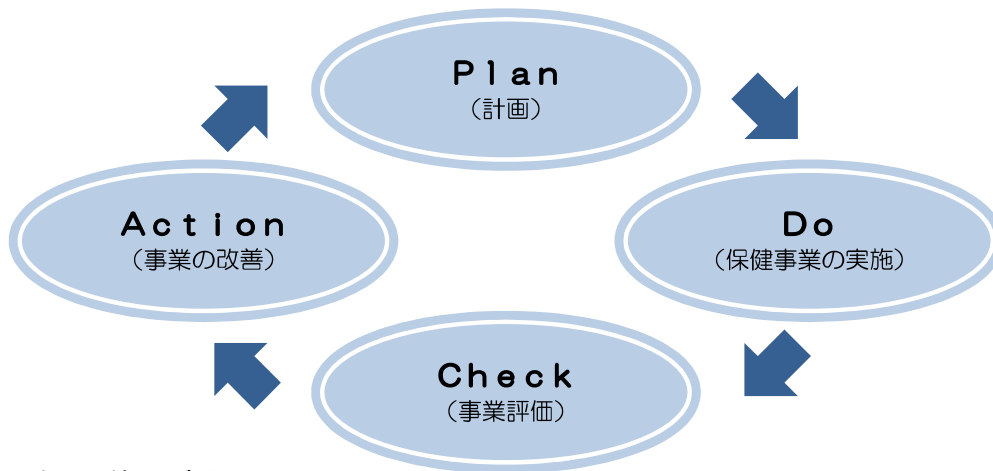 Plan
（計画）
Action
（事業の改善）
Do
（保健事業の実施）
Check
（事業評価）